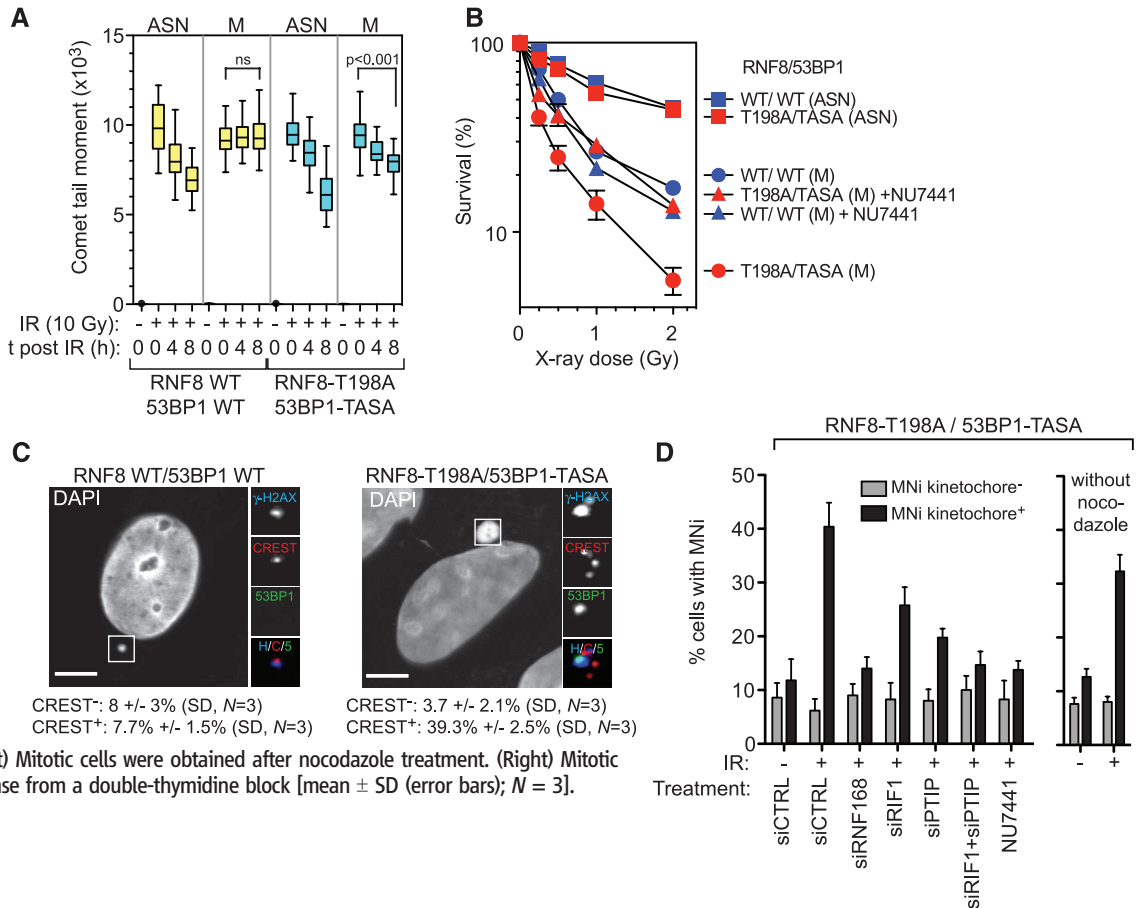 A
ASN M ASN M
Comet tail moment (x10³)
15
10
5
0
ns
p<0.001
IR (10 Gy): - + + + - + + + - + + + - + + +
t post IR (h): 0 0 4 8 0 0 4 8 0 0 4 8 0 0 4 8
RNF8 WT
53BP1 WT
RNF8-T198A
53BP1-TASA
B
Survival (%)
100
10
0 1 2
X-ray dose (Gy)
RNF8/53BP1
WT/ WT (ASN)
T198A/TASA (ASN)
WT/ WT (M)
T198A/TASA (M) +NU7441
WT/ WT (M) + NU7441
T198A/TASA (M)
C
RNF8 WT/53BP1 WT
DAPI
γ-H2AX
CREST
53BP1
H/C/5
CREST⁻: 8 +/- 3% (SD, N=3)
CREST⁺: 7.7% +/- 1.5% (SD, N=3)
RNF8-T198A/53BP1-TASA
DAPI
γ-H2AX
CREST
53BP1
H/C/5
CREST⁻: 3.7 +/- 2.1% (SD, N=3)
CREST⁺: 39.3% +/- 2.5% (SD, N=3)
t) Mitotic cells were obtained after nocodazole treatment. (Right) Mitotic
ase from a double-thymidine block [mean ± SD (error bars); N = 3].
D
RNF8-T198A / 53BP1-TASA
% cells with MNi
50
40
30
20
10
0
MNi kinetochore⁻
MNi kinetochore⁺
without
noco-
dazole
IR: - + + + + + + - +
Treatment:
siCTRL
siCTRL
siRNF168
siRIF1
siPTIP
siRIF1+siPTIP
NU7441